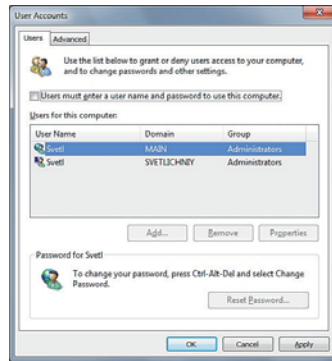 User Accounts
Users Advanced
Use the list below to grant or deny users access to your computer,
and to change passwords and other settings.
Users must enter a user name and password to use this computer.
Users for this computer:
User Name Domain Group
Svetl MAIN Administrators
Svetl SVETLICHNIY Administrators
Add... Remove Properties
Password for Svetl
To change your password, press Ctrl-Alt-Del and select Change
Password.
Reset Password...
OK Cancel Apply